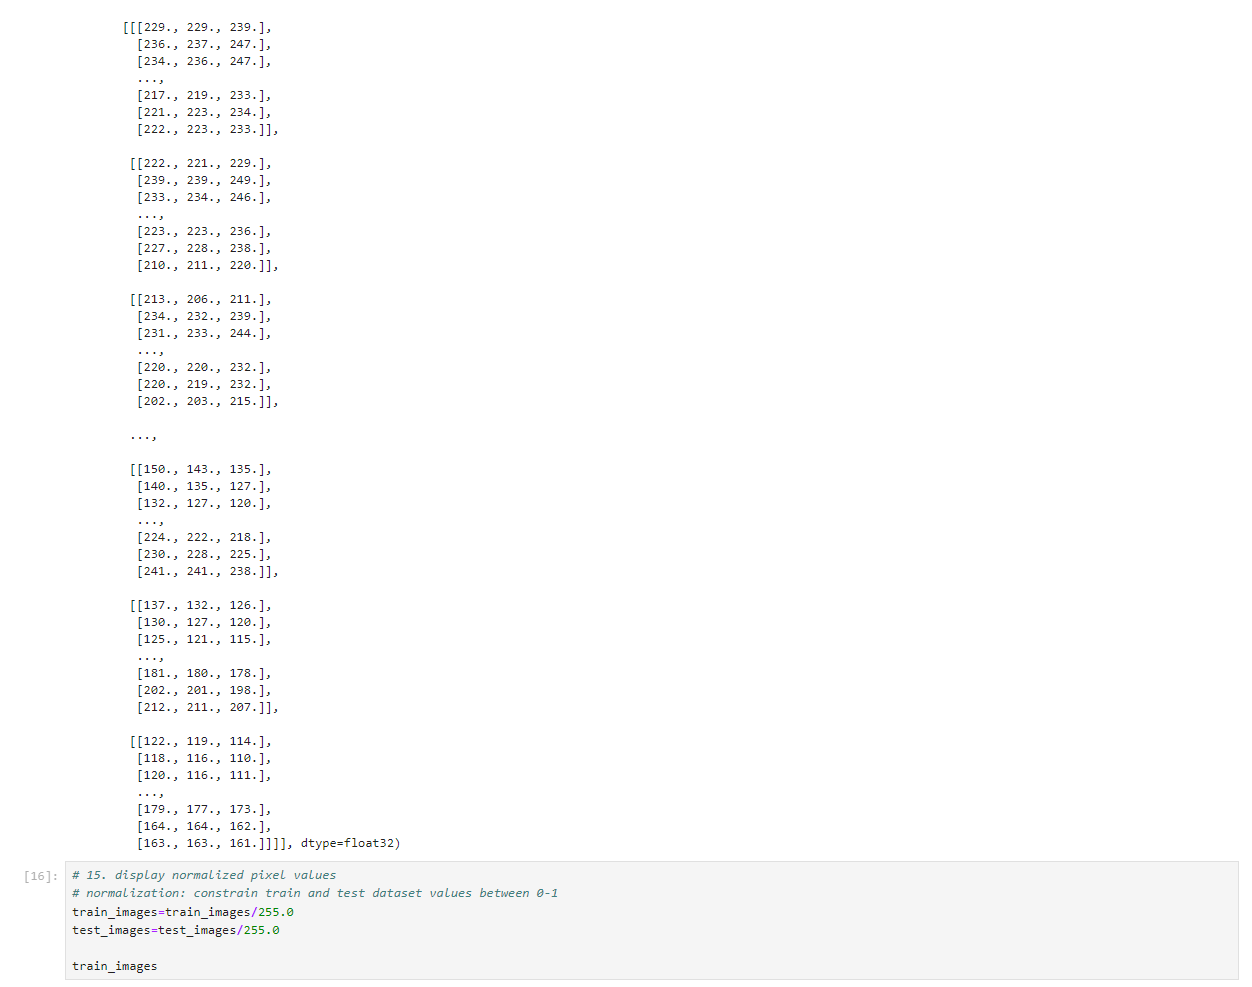 [[[229., 229., 239.],
[236., 237., 247.],
[234., 236., 247.],
...,
[217., 219., 233.],
[221., 223., 234.],
[222., 223., 233.]],
[[222., 221., 229.],
[239., 239., 249.],
[233., 234., 246.],
...,
[223., 223., 236.],
[227., 228., 238.],
[210., 211., 220.]],
[[213., 206., 211.],
[234., 232., 239.],
[231., 233., 244.],
...,
[220., 220., 232.],
[220., 219., 232.],
[202., 203., 215.]],
...,
[[150., 143., 135.],
[140., 135., 127.],
[132., 127., 120.],
...,
[224., 222., 218.],
[230., 228., 225.],
[241., 241., 238.]],
[[137., 132., 126.],
[130., 127., 120.],
[125., 121., 115.],
...,
[181., 180., 178.],
[202., 201., 198.],
[212., 211., 207.]],
[[122., 119., 114.],
[118., 116., 110.],
[120., 116., 111.],
...,
[179., 177., 173.],
[164., 164., 162.],
[163., 163., 161.]]]], dtype=float32)
[16]: # 15. display normalized pixel values
# normalization: constrain train and test dataset values between 0-1
train_images=train_images/255.0
test_images=test_images/255.0
train_images